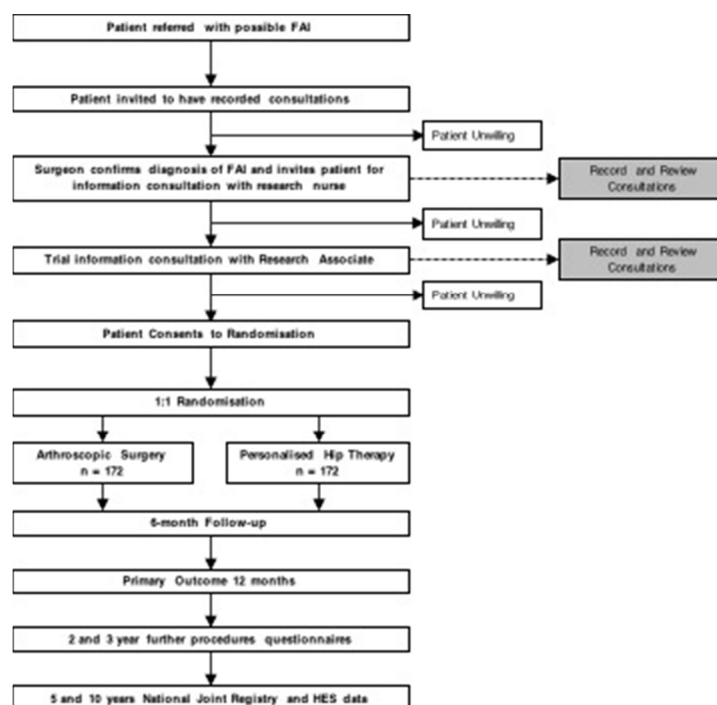 Patient referred with possible FAI
Patient invited to have recorded consultations
Patient Unwilling
Surgeon confirms diagnosis of FAI and invites patient for
information consultation with research nurse
Record and Review
Consultations
Patient Unwilling
Trial information consultation with Research Associate
Record and Review
Consultations
Patient Unwilling
Patient Consents to Randomisation
1:1 Randomisation
Arthroscopic Surgery
n = 172
Personalised Hip Therapy
n = 172
6-month Follow-up
Primary Outcome 12 months
2 and 3 year further procedures questionnaires
5 and 10 years National Joint Registry and HES data